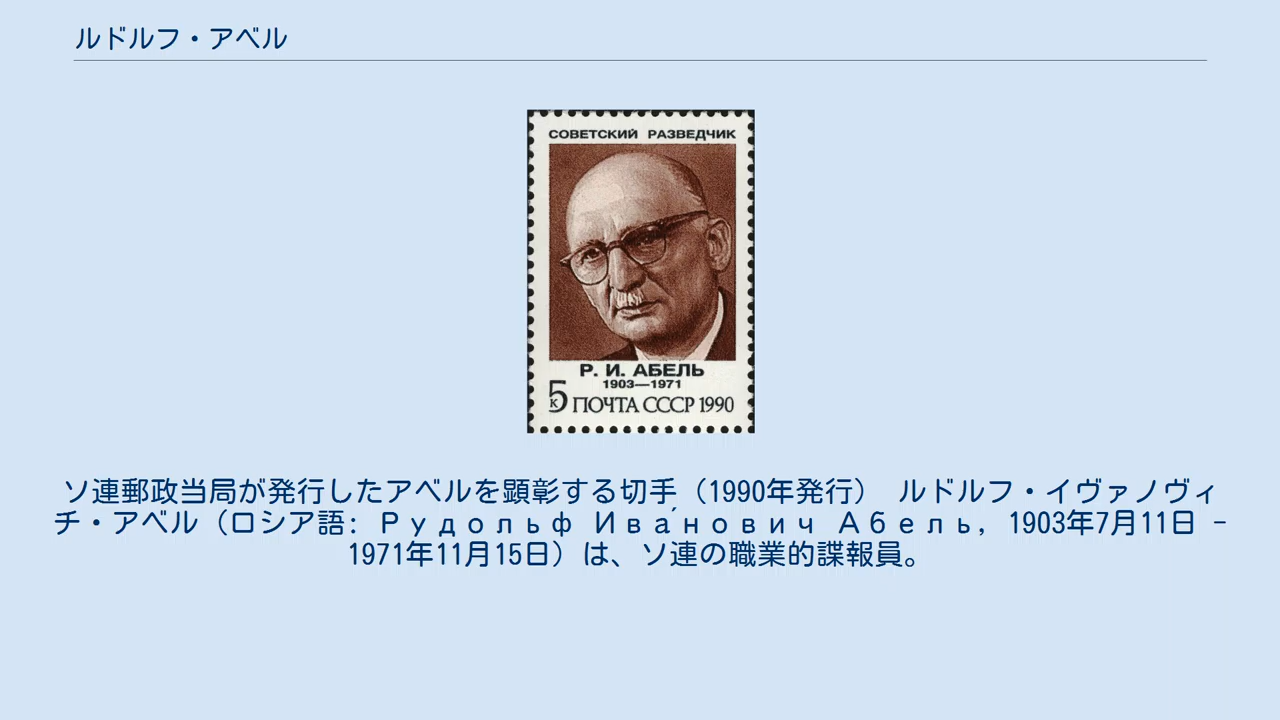 ルドルフ・アベル
СОВЕТСКИЙ РАЗВЕДЧИК
Р. И. АБЕЛЬ
1903—1971
5к ПОЧТА СССР 1990
ソ連郵政当局が発行したアベルを顕彰する切手（1990年発行） ルドルフ・イヴァノヴィ
チ・アベル（ロシア語: Рудольф Ива́нович Абель, 1903年7月11日 -
1971年11月15日）は、ソ連の職業的諜報員。